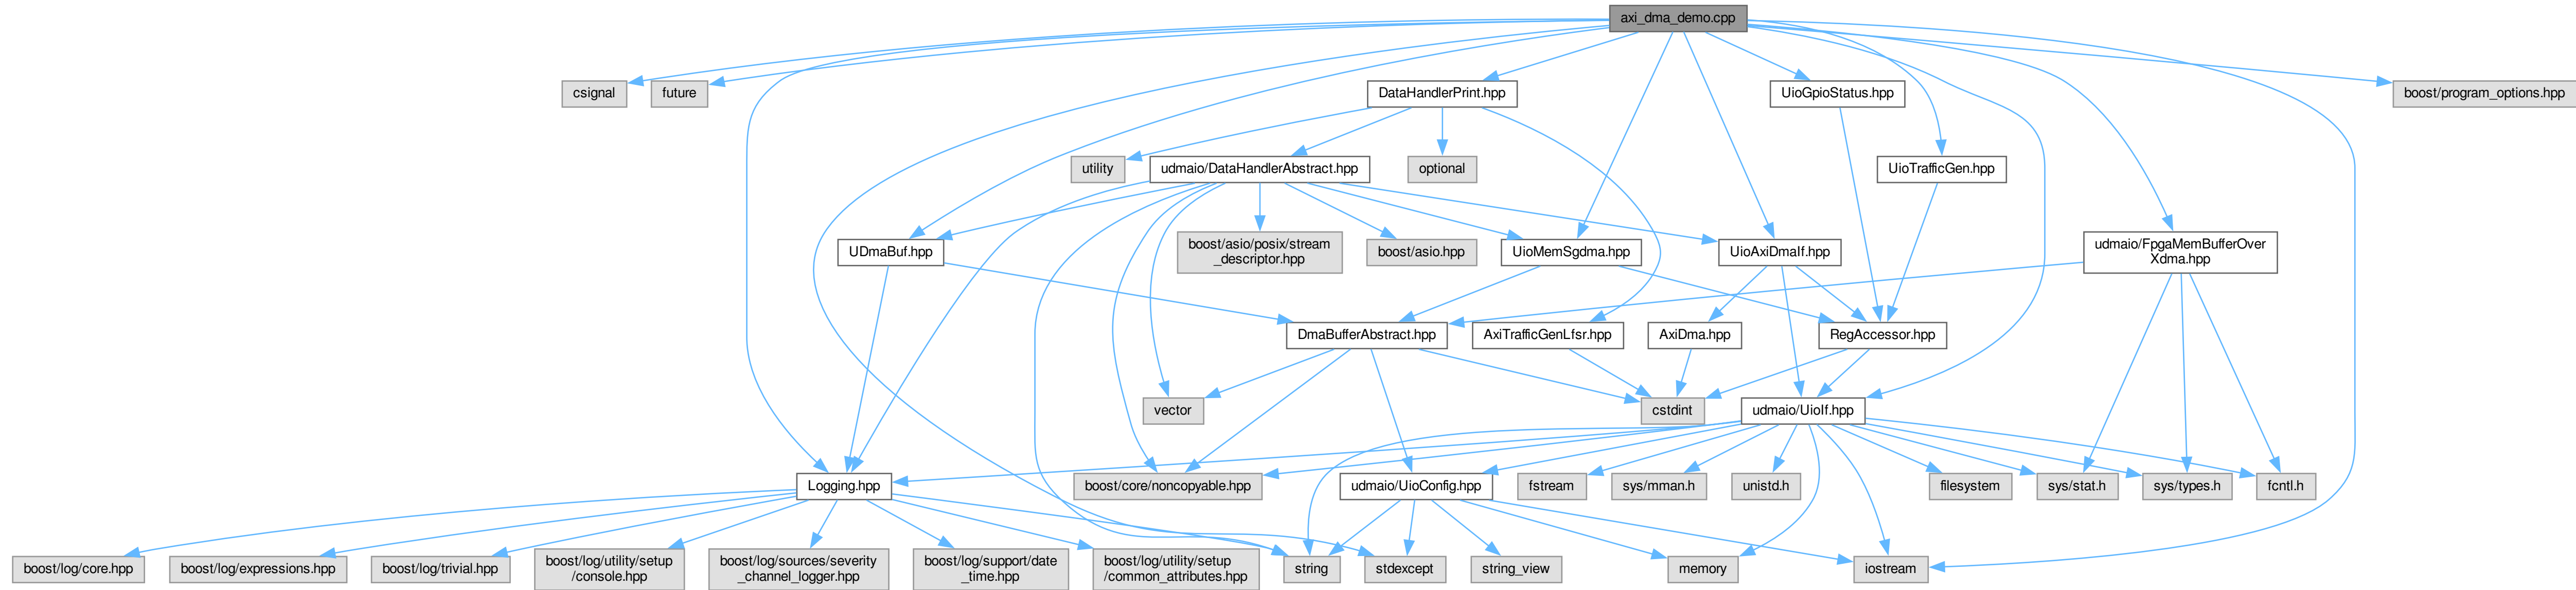 axi_dma_demo.cpp
csignal
future
DataHandlerPrint.hpp
UioGpioStatus.hpp
boost/program_options.hpp
utility
udmaio/DataHandlerAbstract.hpp
optional
UioTrafficGen.hpp
UDmaBuf.hpp
boost/asio/posix/stream
_descriptor.hpp
boost/asio.hpp
UioMemSgdma.hpp
UioAxiDmaIf.hpp
udmaio/FpgaMemBufferOver
Xdma.hpp
DmaBufferAbstract.hpp
AxiTrafficGenLfsr.hpp
AxiDma.hpp
RegAccessor.hpp
vector
cstdint
udmaio/UioIf.hpp
Logging.hpp
boost/core/noncopyable.hpp
udmaio/UioConfig.hpp
fstream
sys/mman.h
unistd.h
filesystem
sys/stat.h
sys/types.h
fcntl.h
boost/log/core.hpp
boost/log/expressions.hpp
boost/log/trivial.hpp
boost/log/utility/setup
/console.hpp
boost/log/sources/severity
_channel_logger.hpp
boost/log/support/date
_time.hpp
boost/log/utility/setup
/common_attributes.hpp
string
stdexcept
string_view
memory
iostream